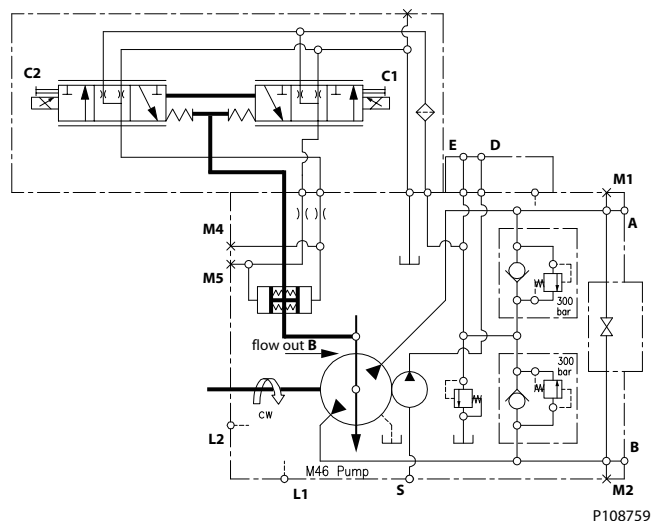 C2
C1
E
D
M1
A
M4
M5
300
bar
flow out B
300
bar
CW
L2
B
M46 Pump
L1
S
M2
P108759